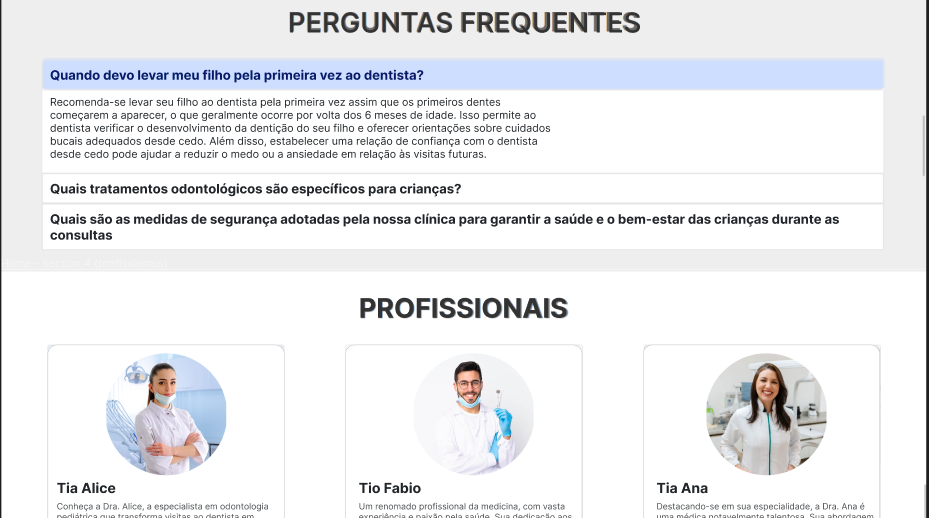 PERGUNTAS FREQUENTES
Quando devo levar meu filho pela primeira vez ao dentista?
Recomenda-se levar seu filho ao dentista pela primeira vez assim que os primeiros dentes
começarem a aparecer, o que geralmente ocorre por volta dos 6 meses de idade. Isso permite ao
dentista verificar o desenvolvimento da dentição do seu filho e oferecer orientações sobre cuidados
bucais adequados desde cedo. Além disso, estabelecer uma relação de confiança com o dentista
desde cedo pode ajudar a reduzir o medo ou a ansiedade em relação às visitas futuras.
Quais tratamentos odontológicos são específicos para crianças?
Quais são as medidas de segurança adotadas pela nossa clínica para garantir a saúde e o bem-estar das crianças durante as
consultas
PROFISSIONAIS
Tia Alice
Conheça a Dra. Alice, a especialista em odontologia
pediátrica que transforma visitas ao dentista em
Tio Fabio
Um renomado profissional da medicina, com vasta
experiência e paixão pela saúde. Sua dedicação aos
Tia Ana
Destacando-se em sua especialidade, a Dra. Ana é
uma médica notavelmente talentosa. Sua abordagem